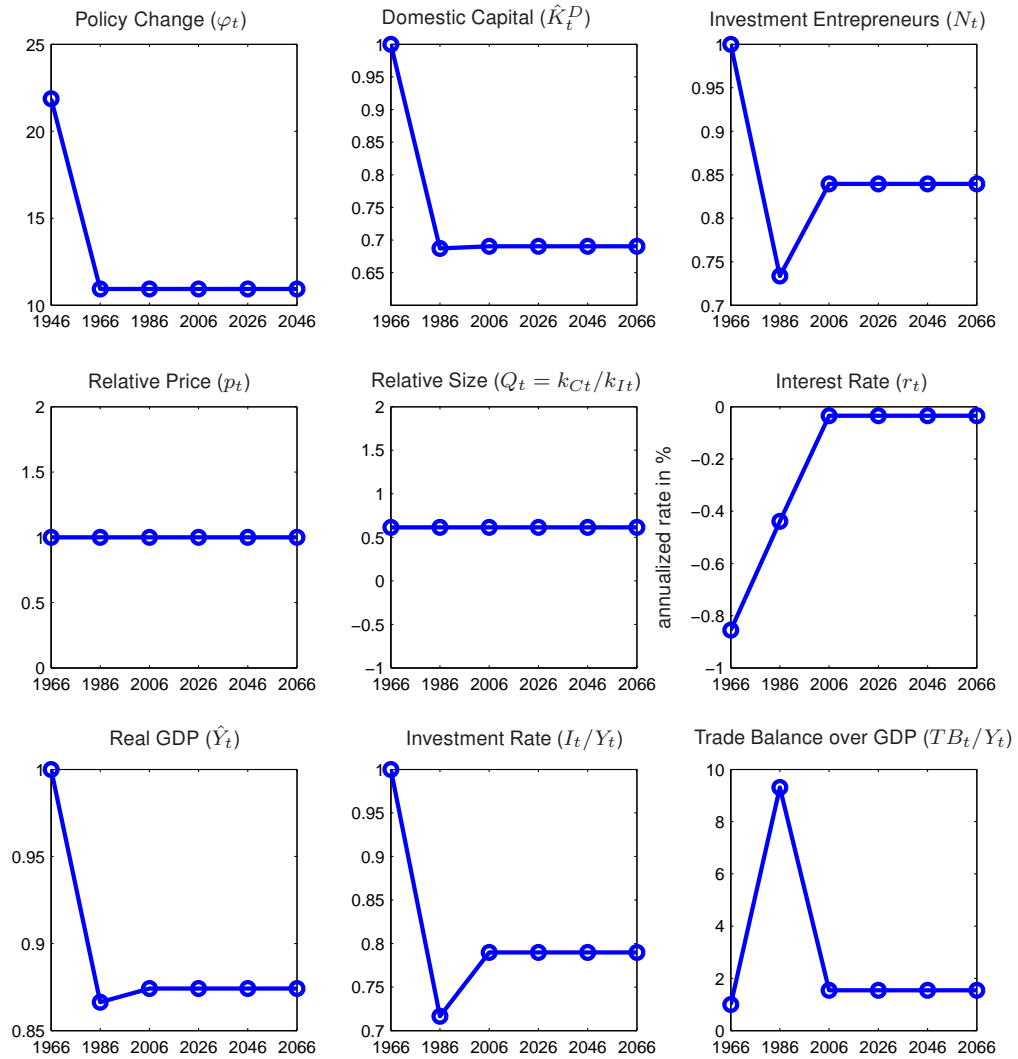 Policy Change (φt)
25
20
15
10
1946 1966 1986 2006 2026 2046
Domestic Capital (K̂tD)
1
0.9
0.8
0.7
0.65
1966 1986 2006 2026 2046 2066
Investment Entrepreneurs (Nt)
1
0.95
0.9
0.85
0.8
0.75
0.7
1966 1986 2006 2026 2046 2066
Relative Price (pt)
2
1.5
1
0.5
0
1966 1986 2006 2026 2046 2066
Relative Size (Qt = kCt/kIt)
2
1.5
1
0.5
0
−0.5
−1
1966 1986 2006 2026 2046 2066
Interest Rate (rt)
annualized rate in %
0
−0.2
−0.4
−0.6
−0.8
−1
1966 1986 2006 2026 2046 2066
Real GDP (Ŷt)
1
0.95
0.9
0.85
1966 1986 2006 2026 2046 2066
Investment Rate (It/Yt)
1
0.95
0.9
0.85
0.8
0.75
0.7
1966 1986 2006 2026 2046 2066
Trade Balance over GDP (TBt/Yt)
10
8
6
4
2
0
1966 1986 2006 2026 2046 2066